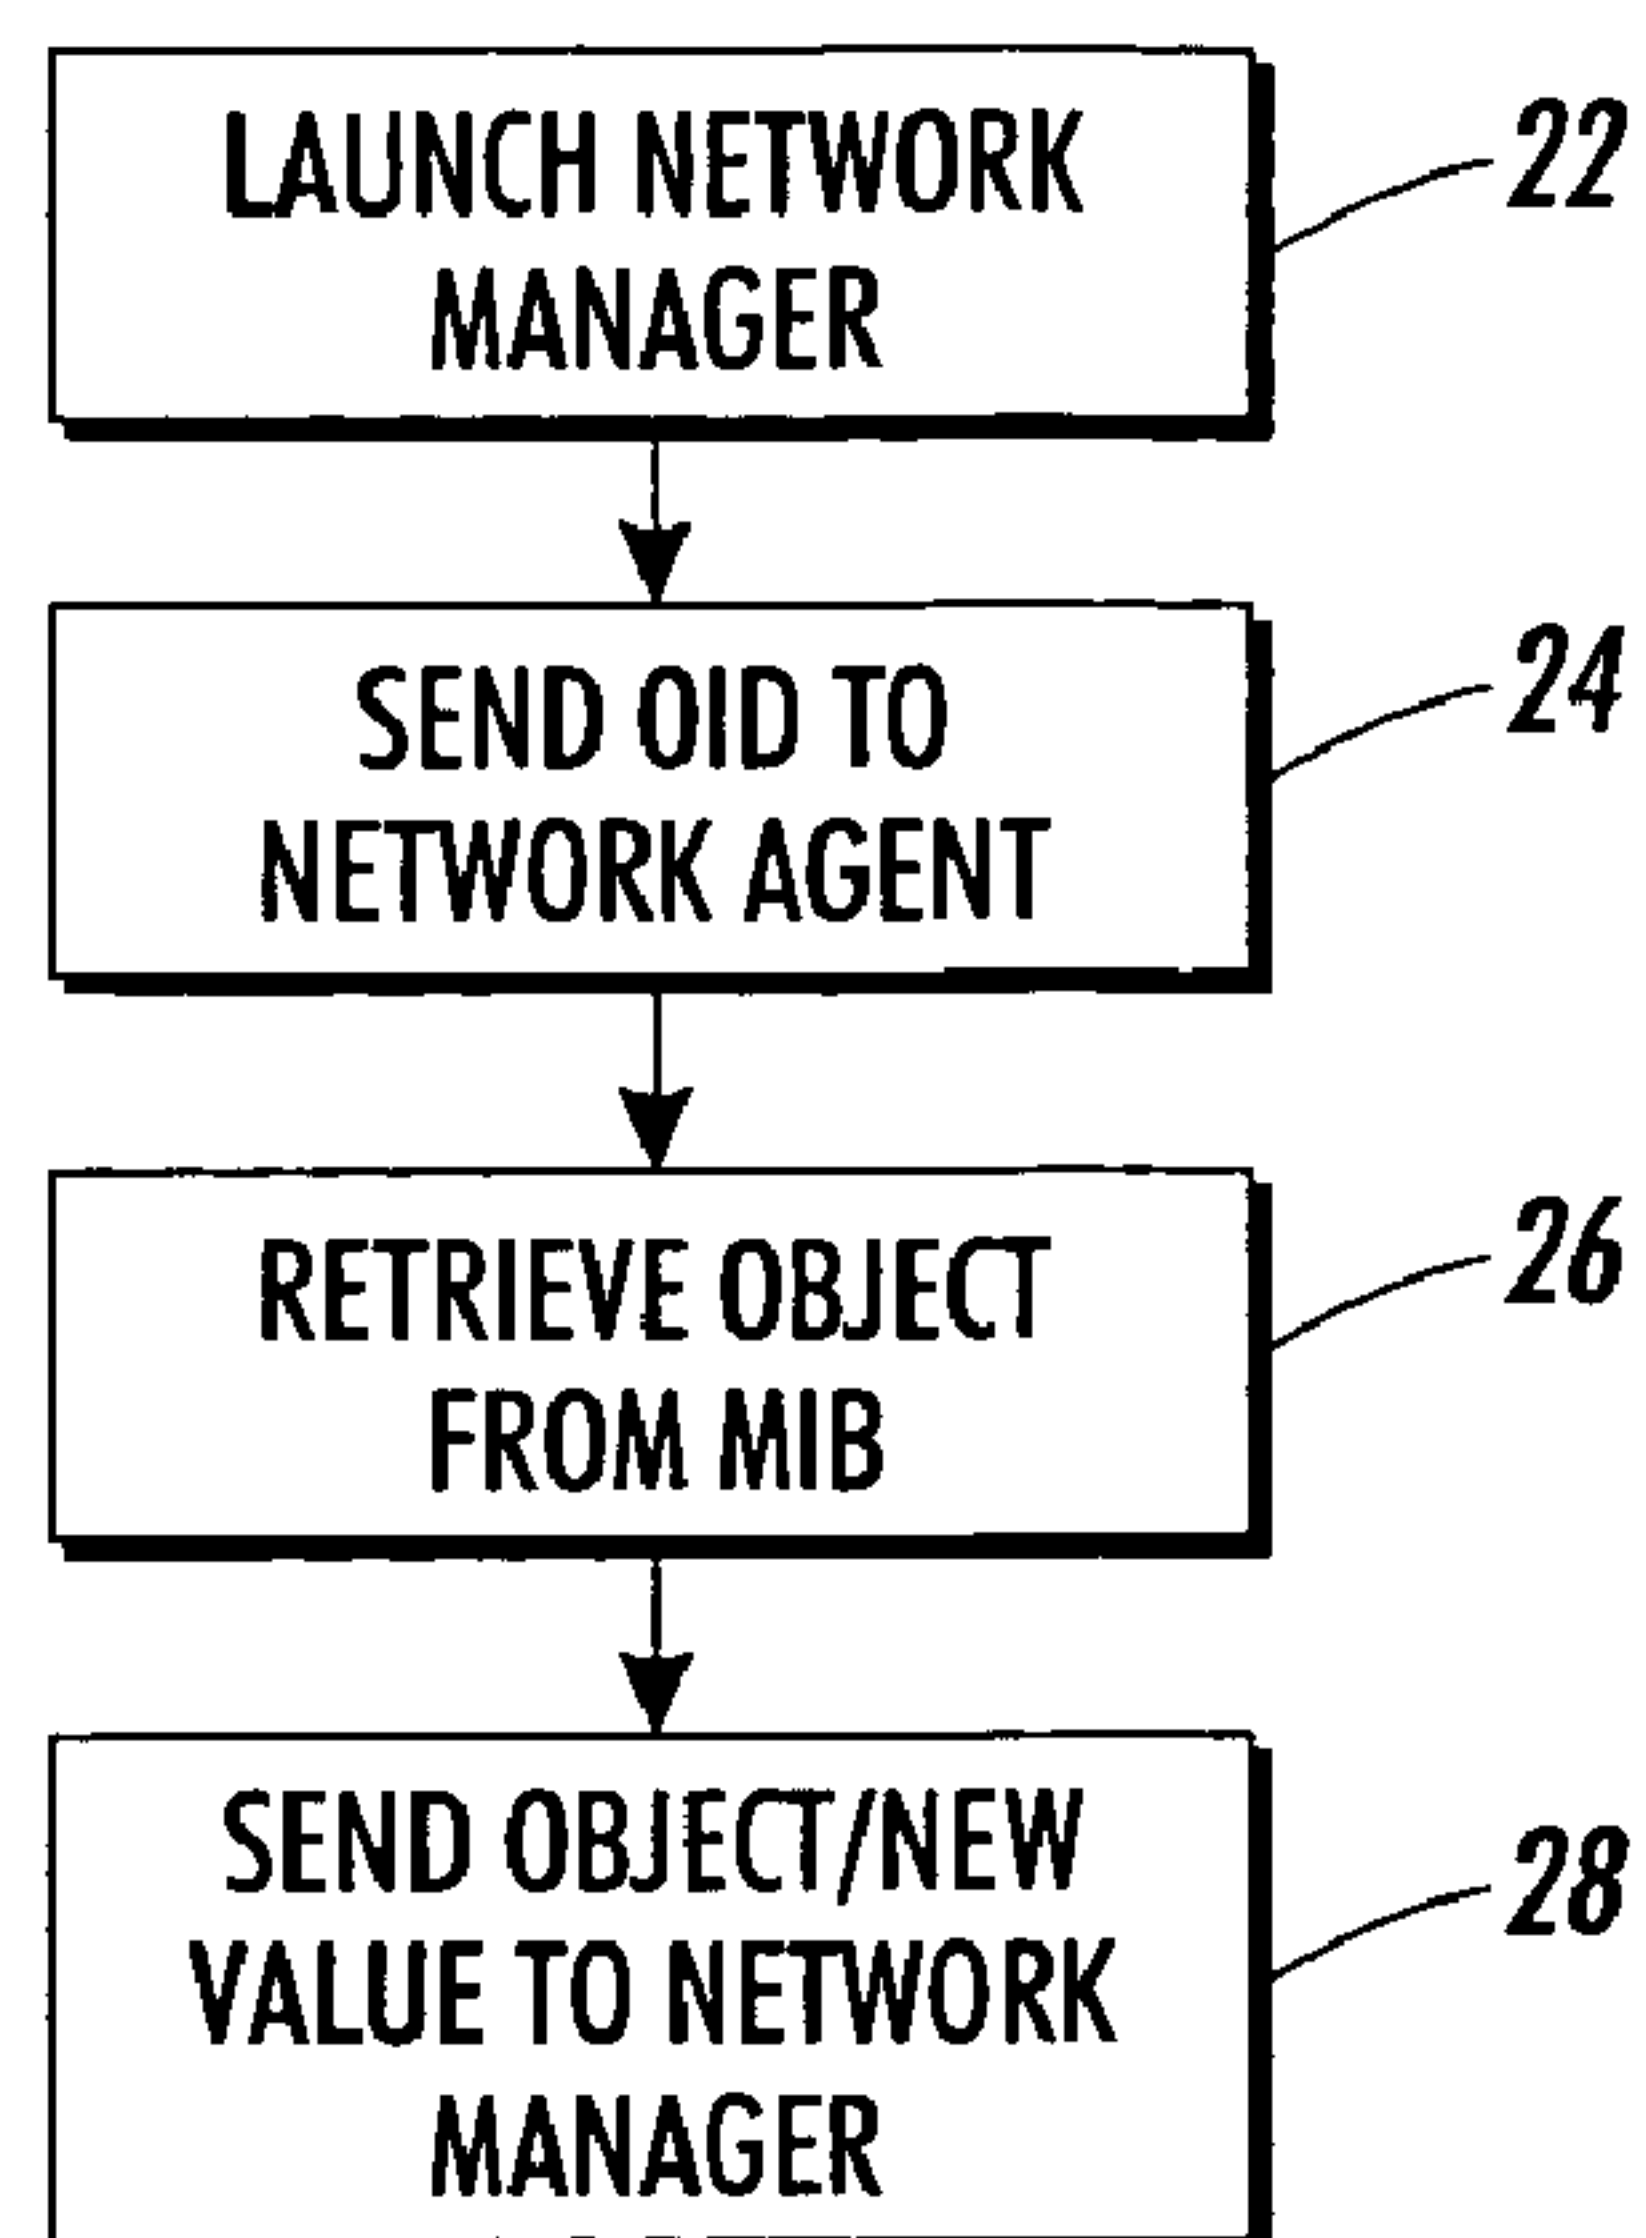 LAUNCH NETWORK
MANAGER
22
SEND OID TO
NETWORK AGENT
24
RETRIEVE OBJECT
FROM MIB
26
SEND OBJECT/NEW
VALUE TO NETWORK
MANAGER
28